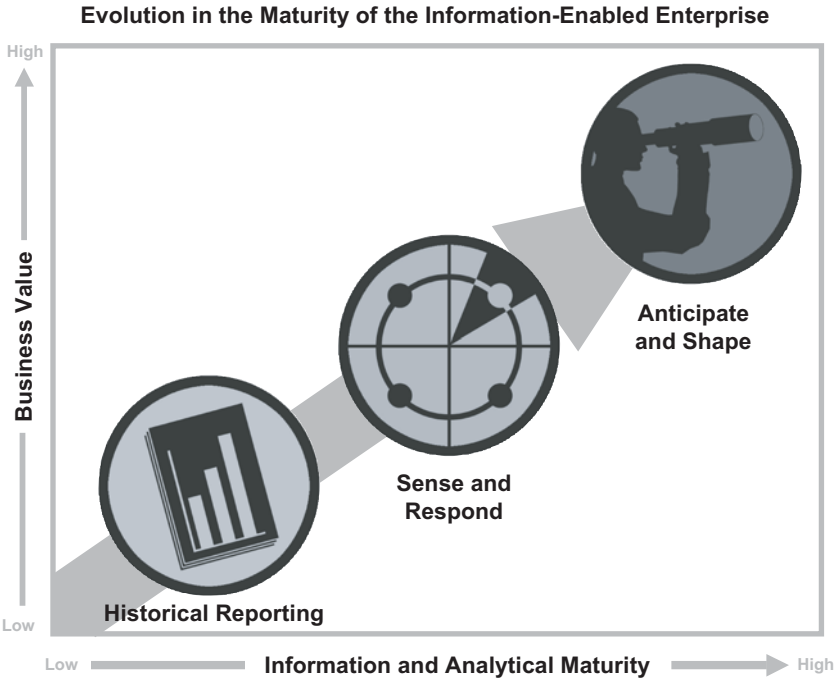 Evolution in the Maturity of the Information-Enabled Enterprise
High
Business Value
Low
Anticipate
and Shape
Sense and
Respond
Historical Reporting
Low
Information and Analytical Maturity
High